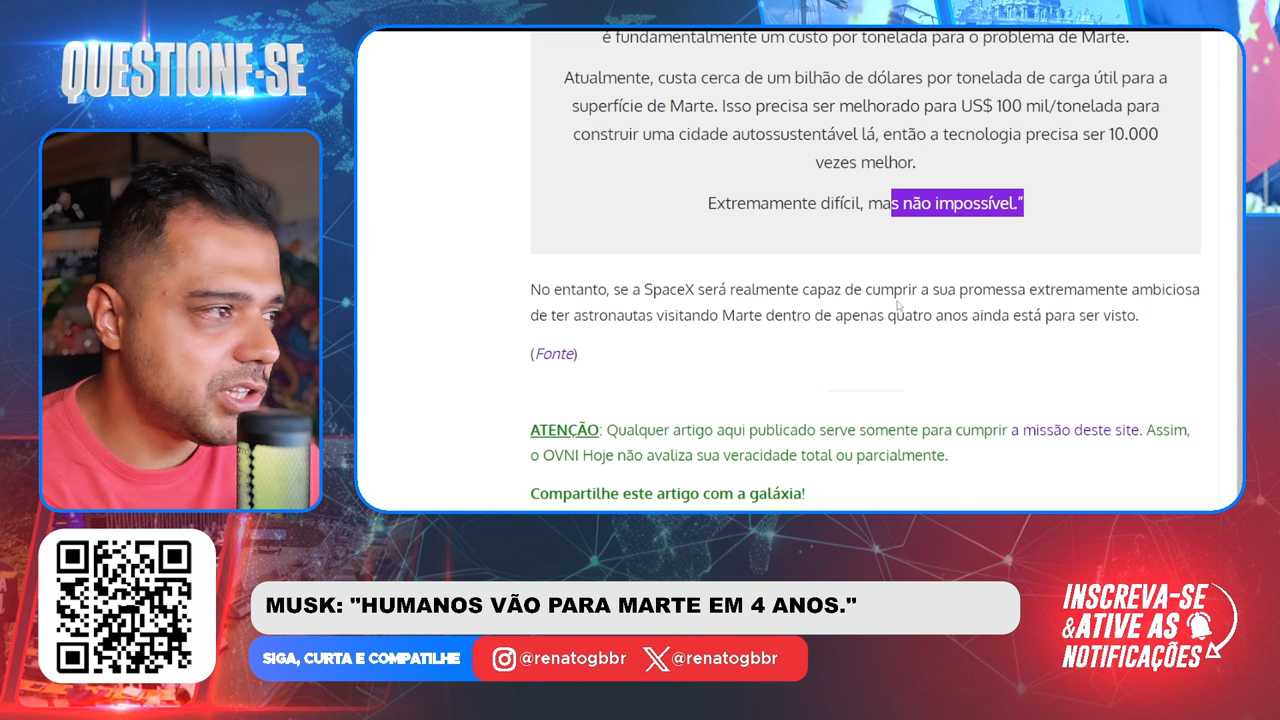 QUESTIONE-SE
é fundamentalmente um custo por tonelada para o problema de Marte.
Atualmente, custa cerca de um bilhão de dólares por tonelada de carga útil para a
superfície de Marte. Isso precisa ser melhorado para US$ 100 mil/tonelada para
construir uma cidade autossustentável lá, então a tecnologia precisa ser 10.000
vezes melhor.
Extremamente difícil, mas não impossível."
No entanto, se a SpaceX será realmente capaz de cumprir a sua promessa extremamente ambiciosa
de ter astronautas visitando Marte dentro de apenas quatro anos ainda está para ser visto.
(Fonte)
ATENÇÃO: Qualquer artigo aqui publicado serve somente para cumprir a missão deste site. Assim,
o OVNI Hoje não avaliza sua veracidade total ou parcialmente.
Compartilhe este artigo com a galáxia!
MUSK: "HUMANOS VÃO PARA MARTE EM 4 ANOS."
SIGA, CURTA E COMPATILHE
@renatogbbr
@renatogbbr
INSCREVA-SE
&ATIVE AS
NOTIFICAÇÕES